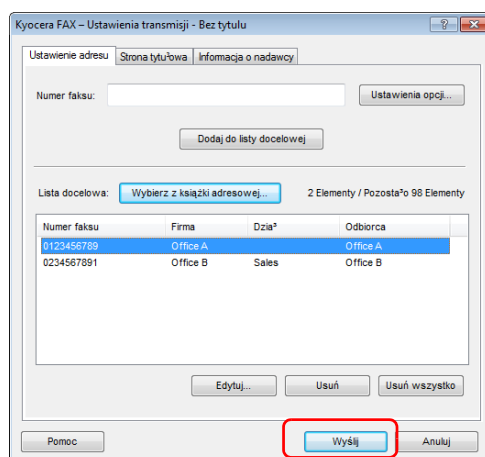 Kyocera FAX – Ustawienia transmisji - Bez tytulu
Ustawienie adresu Strona tytu³owa Informacja o nadawcy
Numer faksu: Ustawienia opcji...
Dodaj do listy docelowej
Lista docelowa: Wybierz z książki adresowej... 2 Elementy / Pozosta³o 98 Elementy
Numer faksu Firma Dzia³ Odbiorca
0123456789 Office A Office A
0234567891 Office B Sales Office B
Edytuj... Usuń Usuń wszystko
Pomoc Wyślij Anuluj